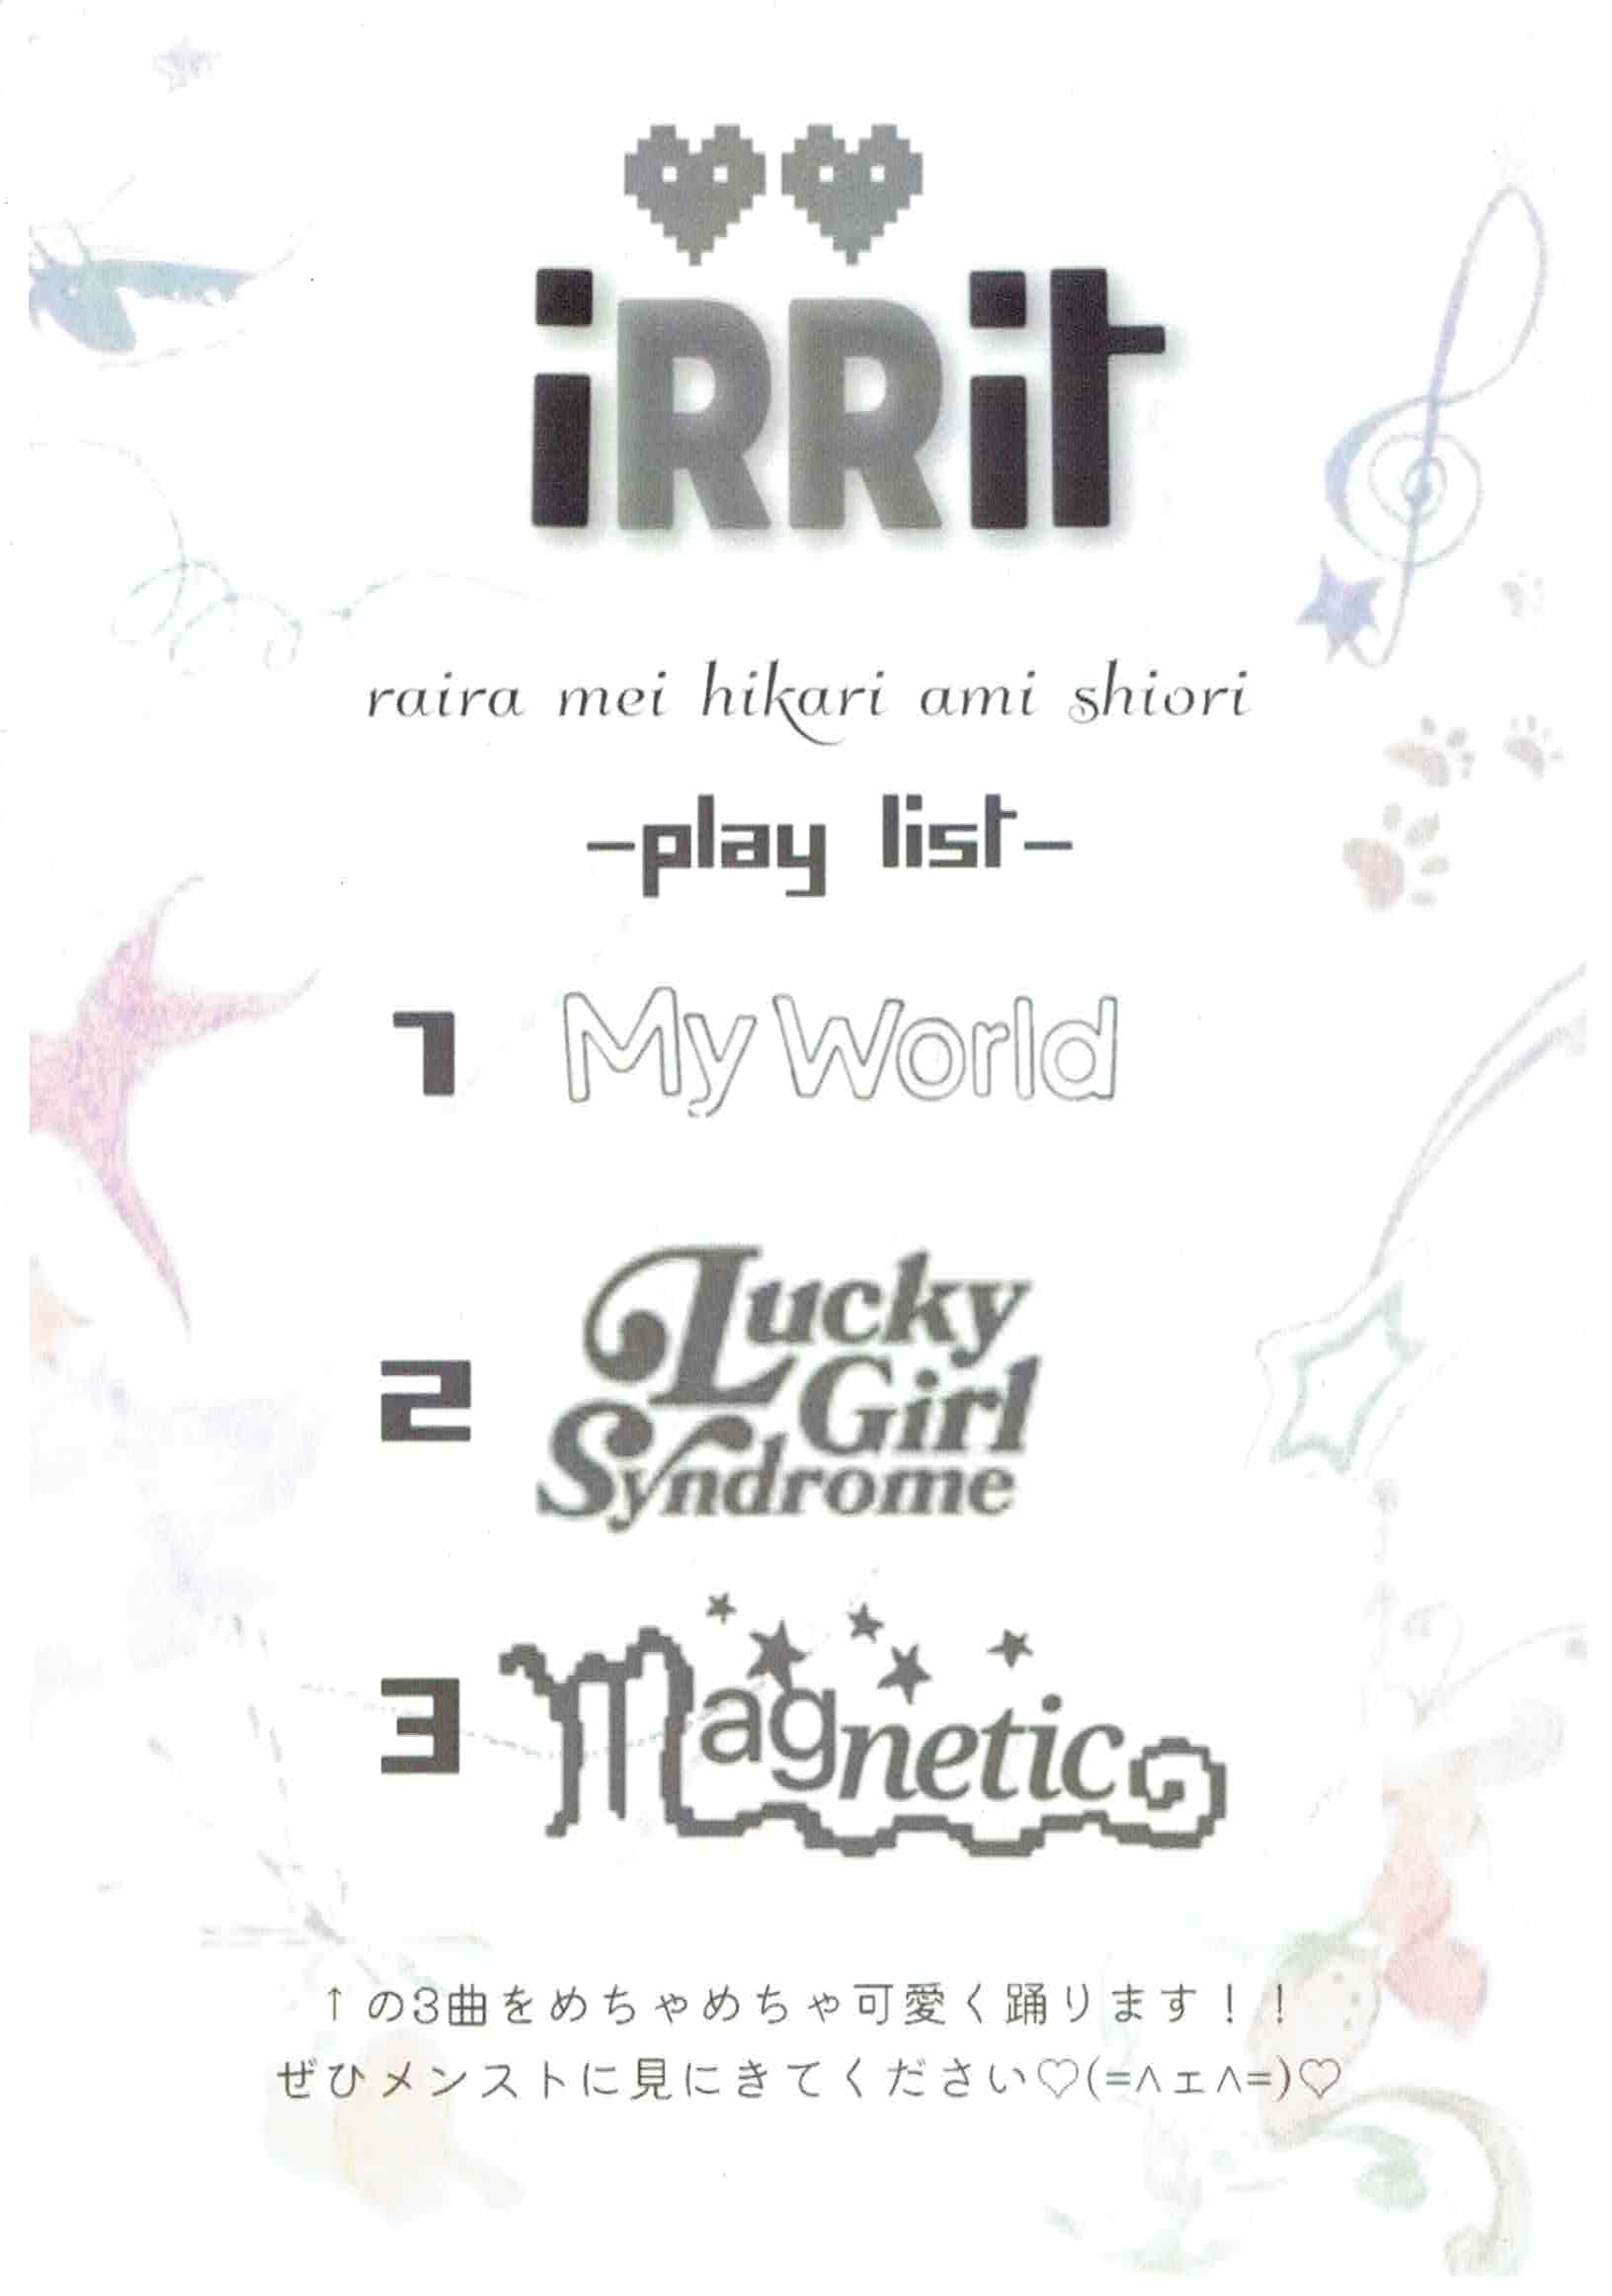 iRRit
raira mei hikari ami shiori
-play list-
1 My World
2 Lucky
Girl
Syndrome
3 Magnetic
↑の3曲をめちゃめちゃ可愛く踊ります！！
ぜひメンストに見にきてください♡(=^ェ^=)♡